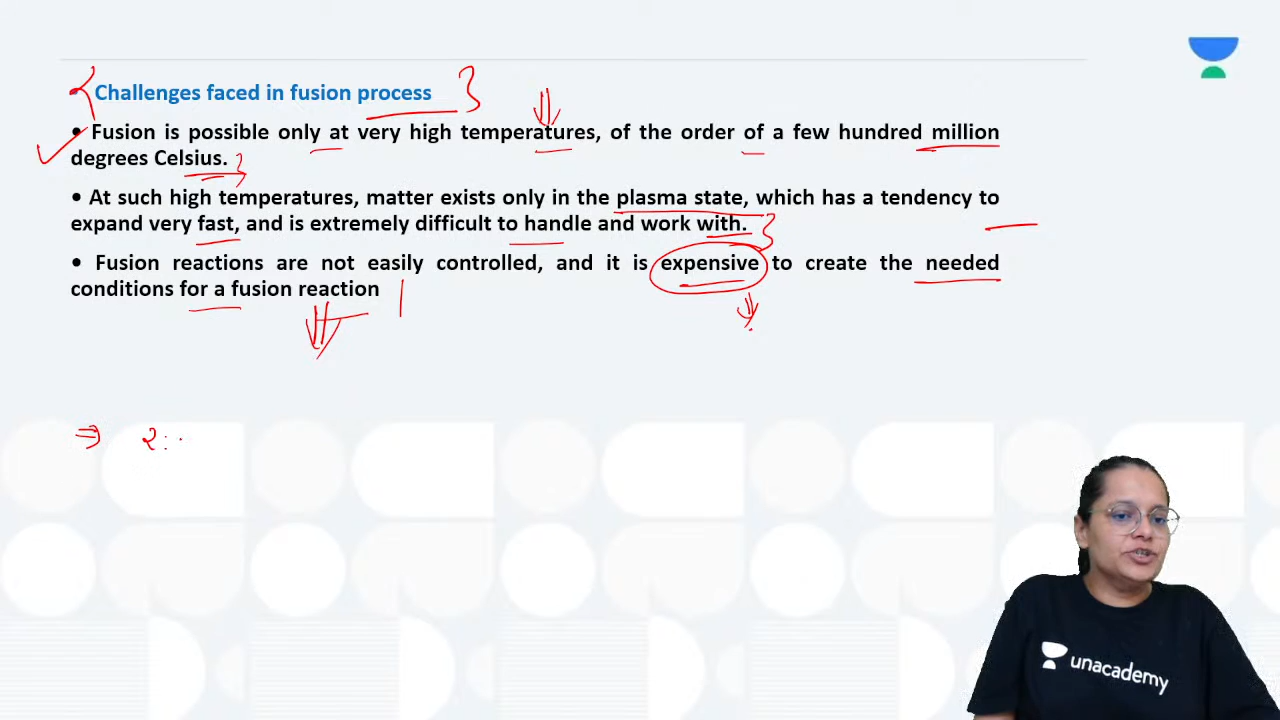 Challenges faced in fusion process
• Fusion is possible only at very high temperatures, of the order of a few hundred million
degrees Celsius.
• At such high temperatures, matter exists only in the plasma state, which has a tendency to
expand very fast, and is extremely difficult to handle and work with.
• Fusion reactions are not easily controlled, and it is expensive to create the needed
conditions for a fusion reaction
⇒ 2:.
unacademy